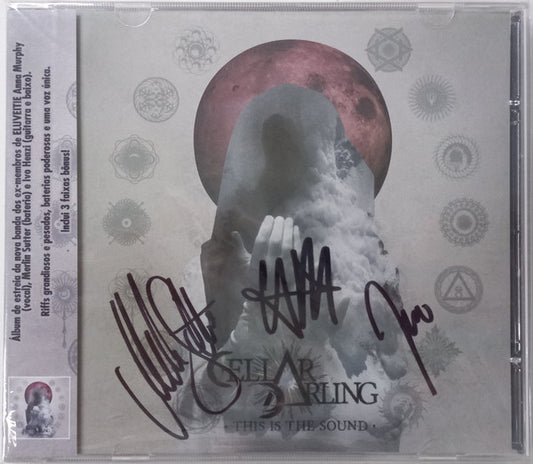 Álbum de estreia da nova banda dos ex-membros de ELUVEITIE Anna Murphy
(vocal), Merlin Sutter (bateria) e Ivo Henzi (guitarra e baixo).
Riffs grandiosos e pesados, baterias poderosas e uma voz única.
Inclui 3 faixas bônus!
CELLAR
DARLING
· THIS IS THE SOUND ·